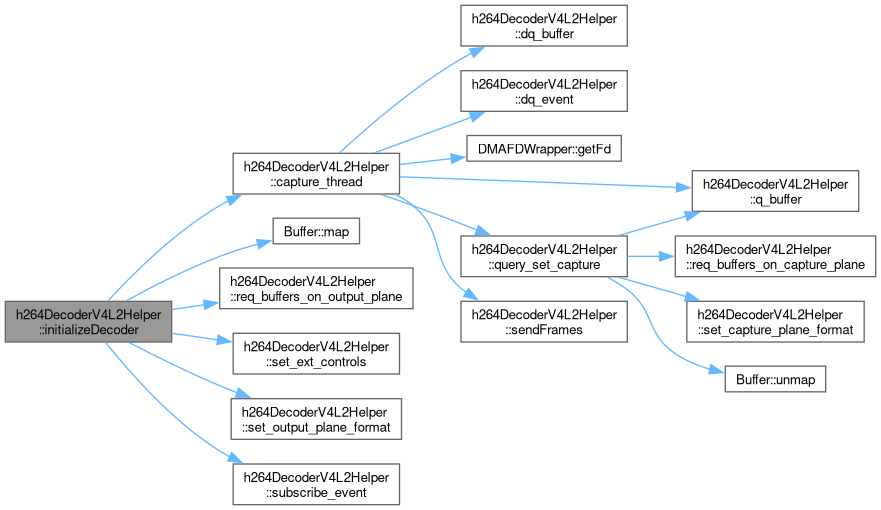 h264DecoderV4L2Helper
::initializeDecoder
h264DecoderV4L2Helper
::capture_thread
Buffer::map
h264DecoderV4L2Helper
::req_buffers_on_output_plane
h264DecoderV4L2Helper
::set_ext_controls
h264DecoderV4L2Helper
::set_output_plane_format
h264DecoderV4L2Helper
::subscribe_event
h264DecoderV4L2Helper
::dq_buffer
h264DecoderV4L2Helper
::dq_event
DMAFDWrapper::getFd
h264DecoderV4L2Helper
::query_set_capture
h264DecoderV4L2Helper
::sendFrames
h264DecoderV4L2Helper
::q_buffer
h264DecoderV4L2Helper
::req_buffers_on_capture_plane
h264DecoderV4L2Helper
::set_capture_plane_format
Buffer::unmap